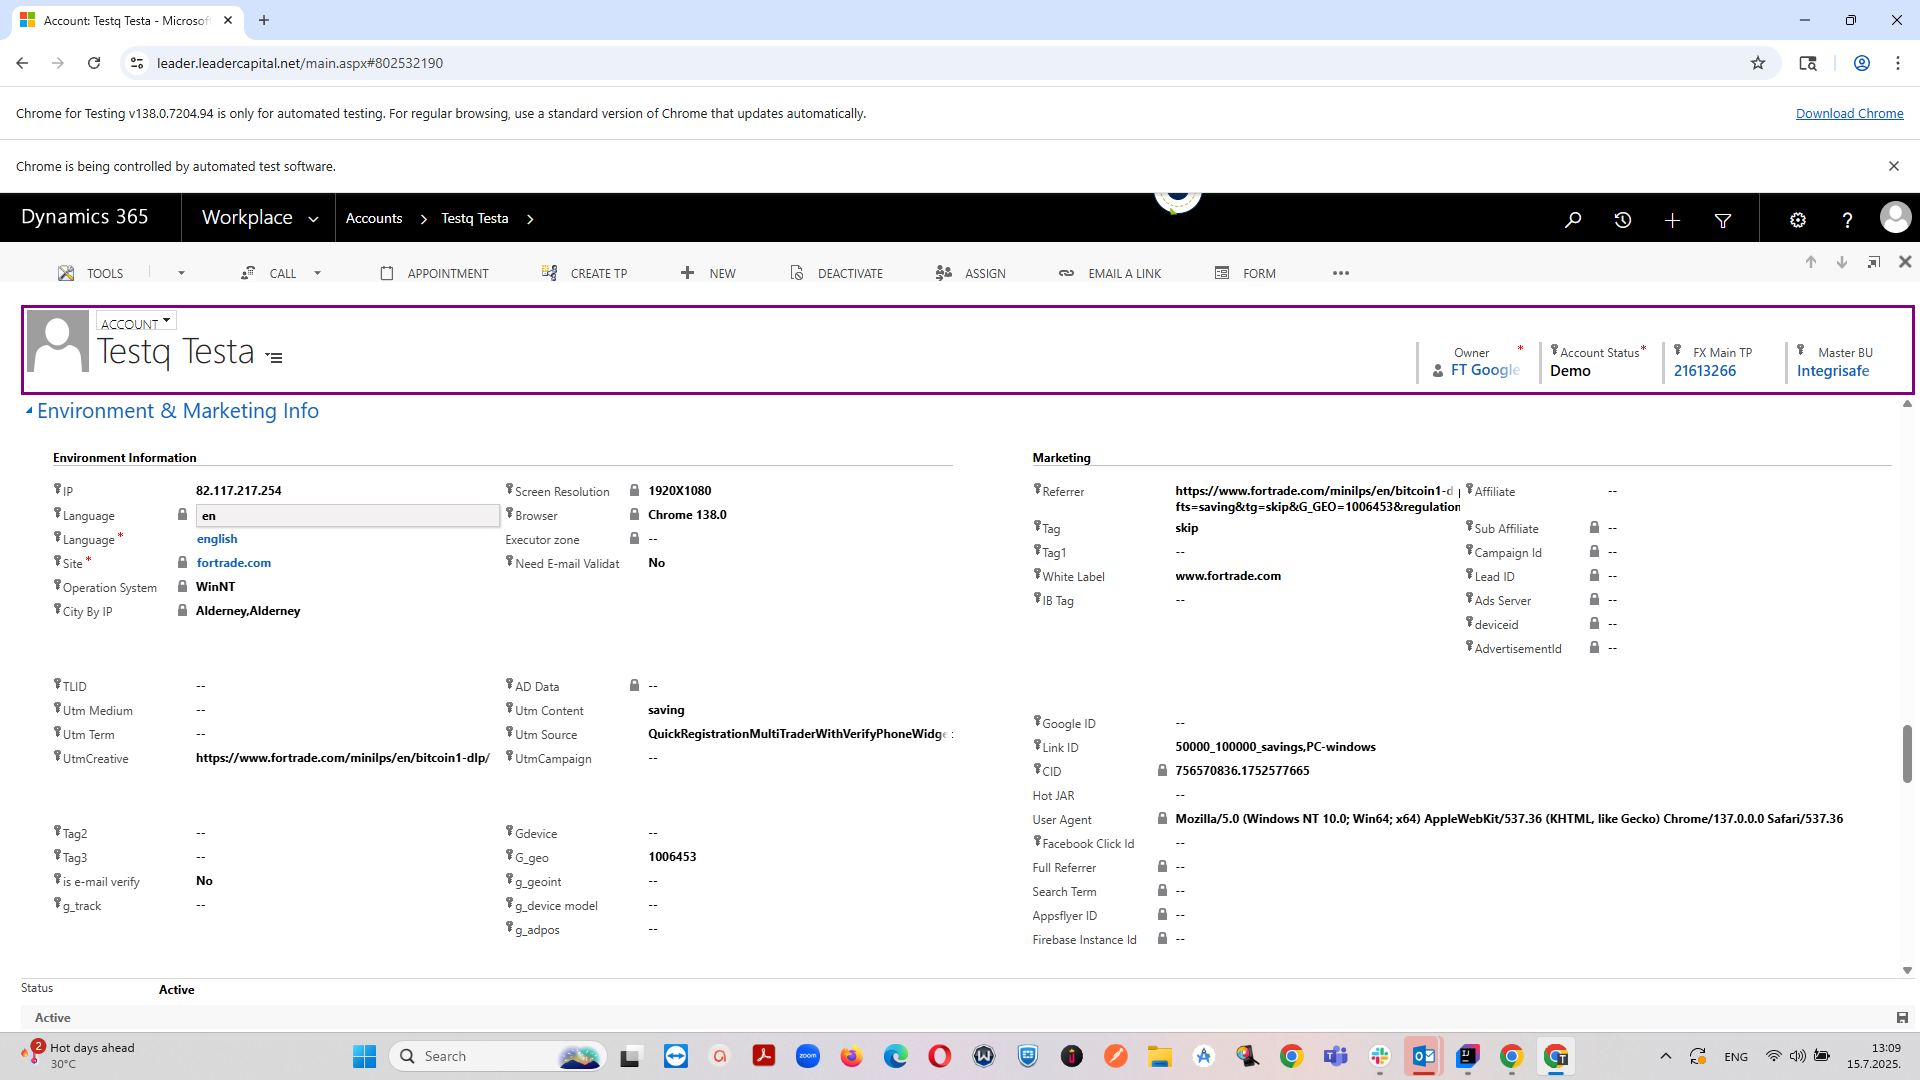 Account: Testq Testa - Microsof
leader.leadercapital.net/main.aspx#802532190
Chrome for Testing v138.0.7204.94 is only for automated testing. For regular browsing, use a standard version of Chrome that updates automatically.
Download Chrome
Chrome is being controlled by automated test software.
Dynamics 365
Workplace
Accounts
Testq Testa
TOOLS
CALL
APPOINTMENT
CREATE TP
NEW
DEACTIVATE
ASSIGN
EMAIL A LINK
FORM
ACCOUNT
Testq Testa
Owner *
FT Google
Account Status *
Demo
FX Main TP
21613266
Master BU
Integrisafe
Environment & Marketing Info
Environment Information
IP 82.117.217.254
Language en
Language * english
Site * fortrade.com
Operation System WinNT
City By IP Alderney,Alderney
Screen Resolution 1920X1080
Browser Chrome 138.0
Executor zone --
Need E-mail Validat No
TLID --
Utm Medium --
Utm Term --
UtmCreative https://www.fortrade.com/minilps/en/bitcoin1-dlp/
AD Data --
Utm Content saving
Utm Source QuickRegistrationMultiTraderWithVerifyPhoneWidge
UtmCampaign --
Tag2 --
Tag3 --
is e-mail verify No
g_track --
Gdevice --
G_geo 1006453
g_geoint --
g_device model --
g_adpos --
Marketing
Referrer https://www.fortrade.com/minilps/en/bitcoin1-d
fts=saving&tg=skip&G_GEO=1006453&regulation
Tag skip
Tag1 --
White Label www.fortrade.com
IB Tag --
Affiliate --
Sub Affiliate --
Campaign Id --
Lead ID --
Ads Server --
deviceid --
AdvertisementId --
Google ID --
Link ID 50000_100000_savings,PC-windows
CID 756570836.1752577665
Hot JAR --
User Agent Mozilla/5.0 (Windows NT 10.0; Win64; x64) AppleWebKit/537.36 (KHTML, like Gecko) Chrome/137.0.0.0 Safari/537.36
Facebook Click Id --
Full Referrer --
Search Term --
Appsflyer ID --
Firebase Instance Id --
Status Active
Active
2
Hot days ahead
30°C
Search
zoom
ENG
13:09
15.7.2025.